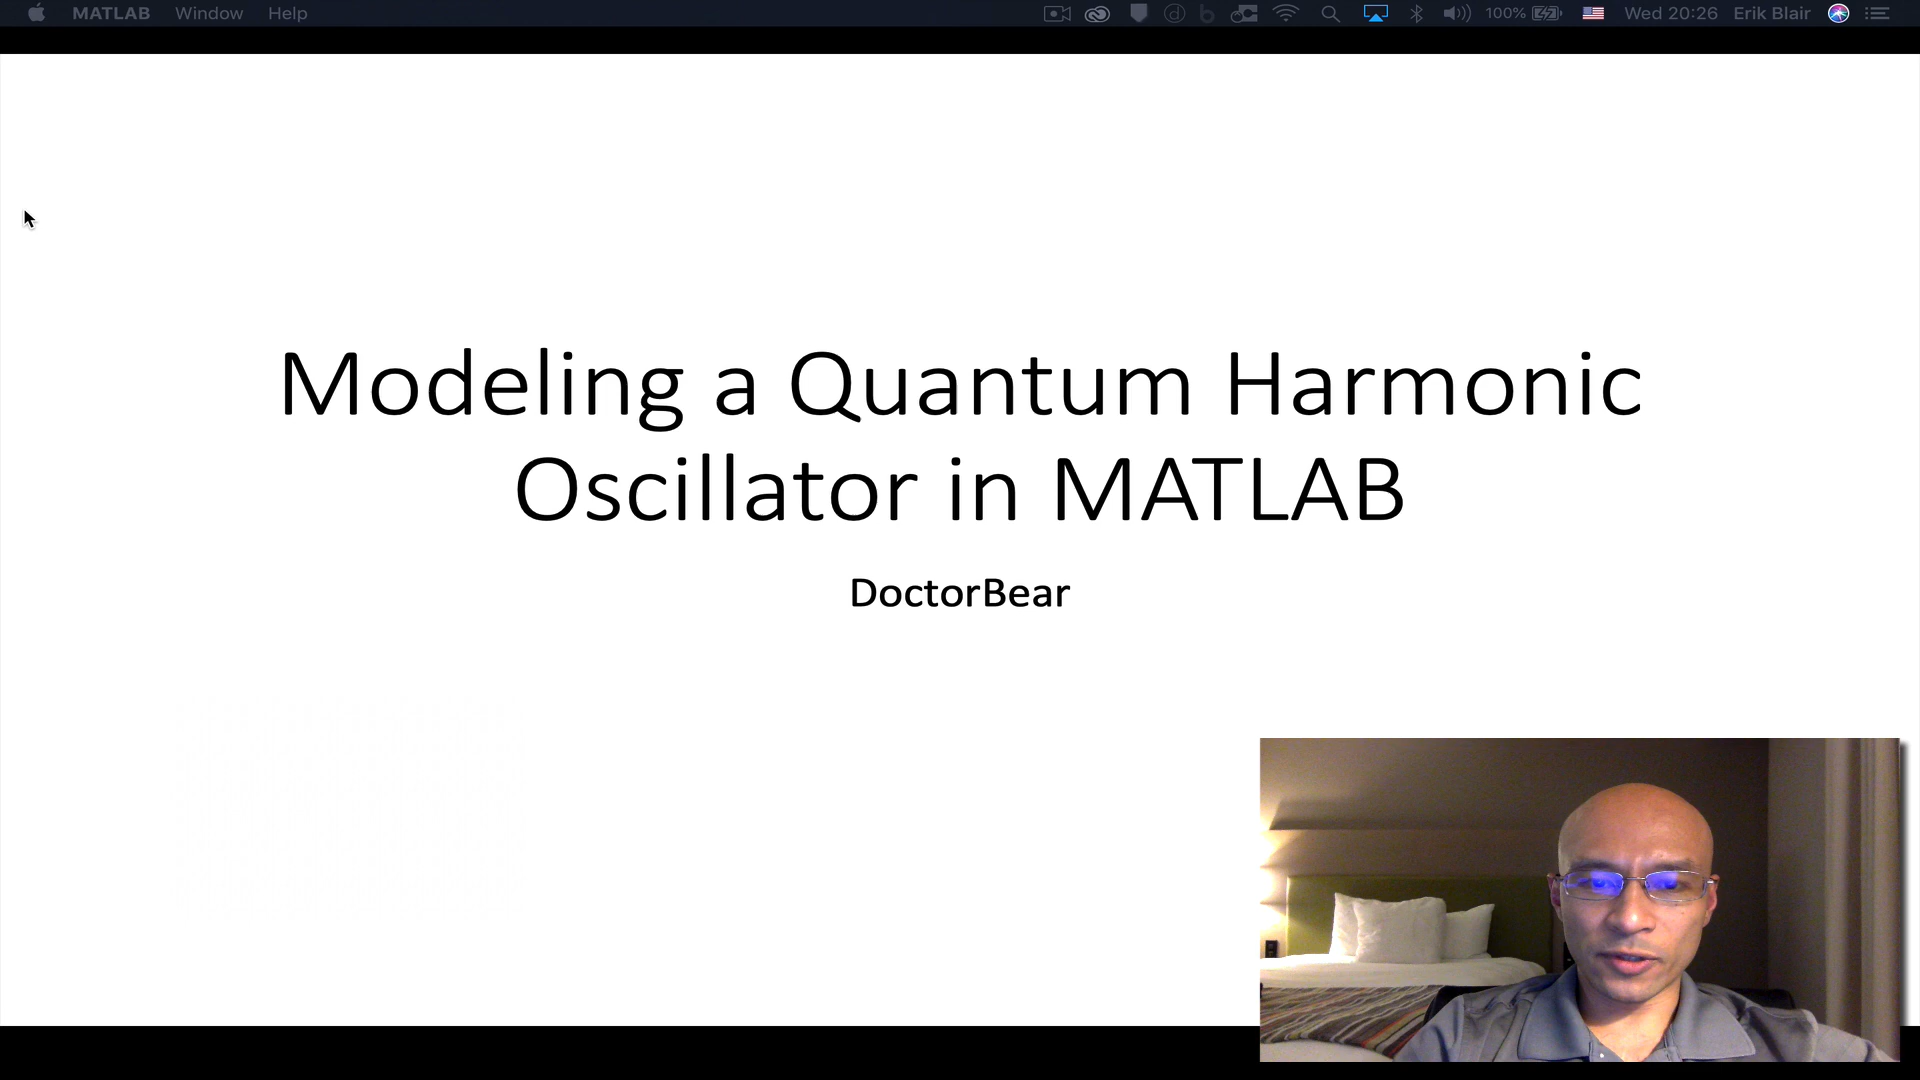 MATLAB Window Help 100% Wed 20:26 Erik Blair
Modeling a Quantum Harmonic
Oscillator in MATLAB
DoctorBear